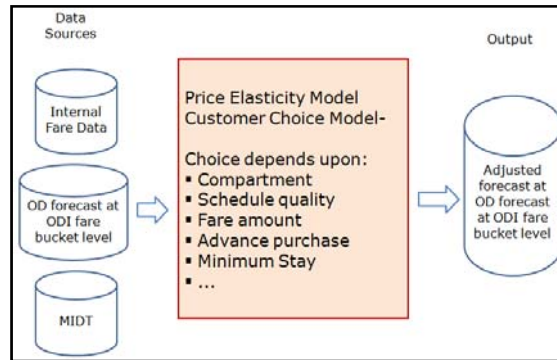 Data
Sources
Internal
Fare Data
OD forecast at
ODI fare
bucket level
MIDT
Price Elasticity Model
Customer Choice Model-
Choice depends upon:
▪ Compartment
▪ Schedule quality
▪ Fare amount
▪ Advance purchase
▪ Minimum Stay
▪ ...
Output
Adjusted
forecast at
OD forecast
at ODI fare
bucket level